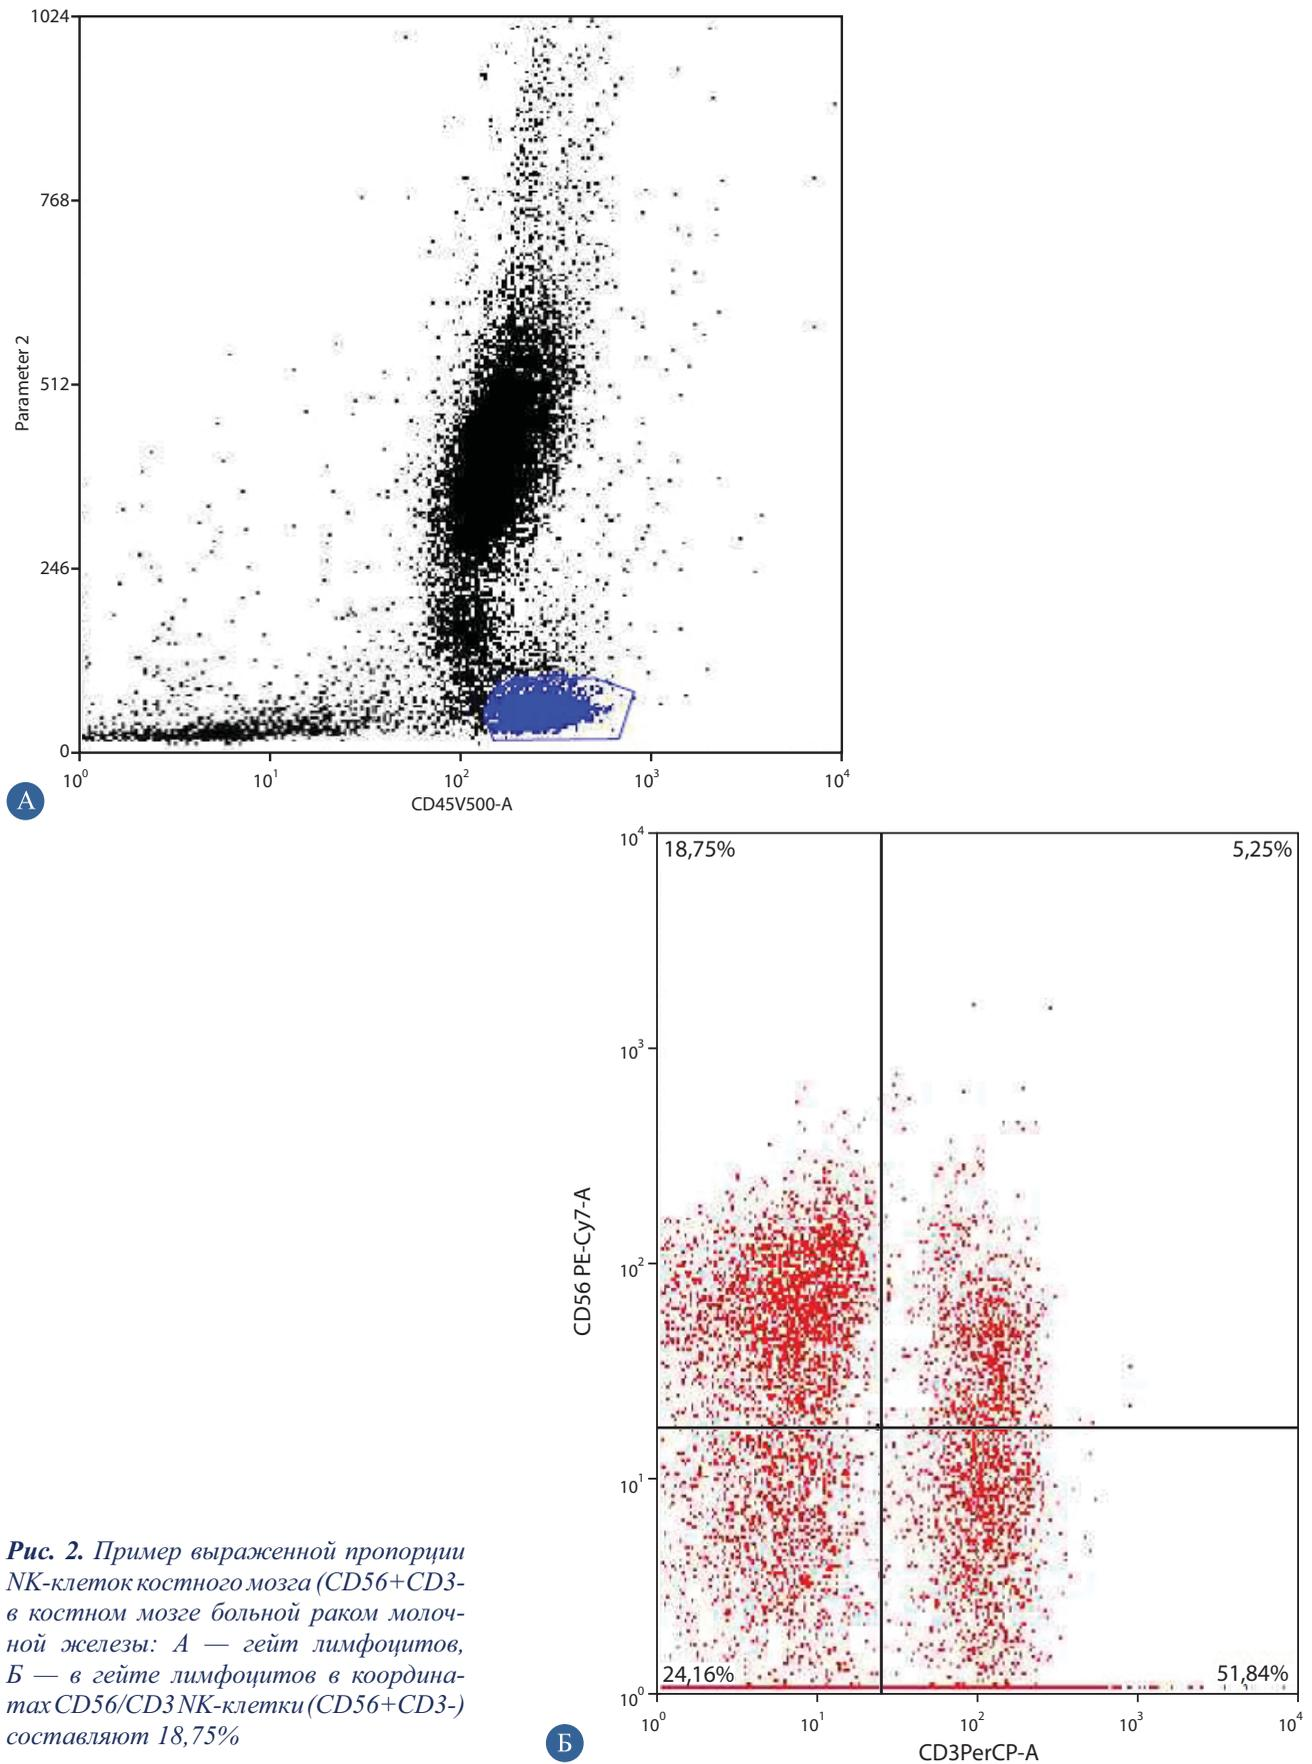 1024
768
512
246
0
Parameter 2
10⁰
10¹
10²
10³
10⁴
CD45V500-A
А
10⁴
10³
10²
10¹
10⁰
18,75%
5,25%
24,16%
51,84%
CD56 PE-Cy7-A
10⁰
10¹
10²
10³
10⁴
CD3PerCP-A
Б
Рис. 2. Пример выраженной пропорции
NK-клеток костного мозга (CD56+CD3-
в костном мозге больной раком молоч-
ной железы: А — гейт лимфоцитов,
Б — в гейте лимфоцитов в координа-
тах CD56/CD3 NK-клетки (CD56+CD3-)
составляют 18,75%